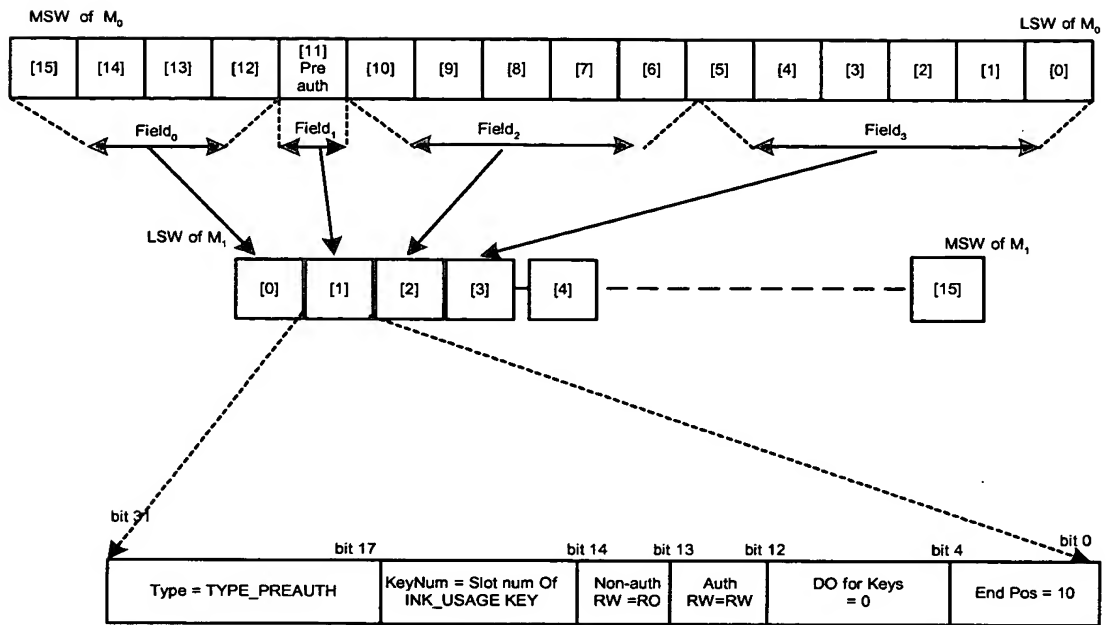 MSW of M₀
LSW of M₀
[15] [14] [13] [12] [11] Pre auth [10] [9] [8] [7] [6] [5] [4] [3] [2] [1] [0]
Field₀ Field₁ Field₂ Field₃
LSW of M₁
MSW of M₁
[0] [1] [2] [3] [4] [15]
bit 31
bit 17 bit 14 bit 13 bit 12 bit 4 bit 0
Type = TYPE_PREAUTH
KeyNum = Slot num Of
INK_USAGE KEY
Non-auth
RW =RO
Auth
RW=RW
DO for Keys
= 0
End Pos = 10